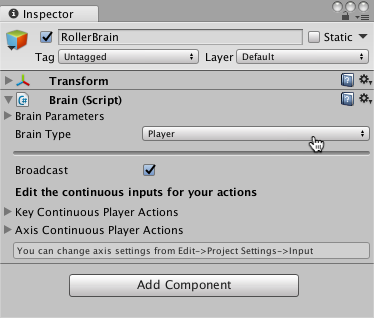 Inspector
RollerBrain
Static
Tag Untagged Layer Default
Transform
Brain (Script)
Brain Parameters
Brain Type Player
Broadcast
Edit the continuous inputs for your actions
Key Continuous Player Actions
Axis Continuous Player Actions
You can change axis settings from Edit->Project Settings->Input
Add Component